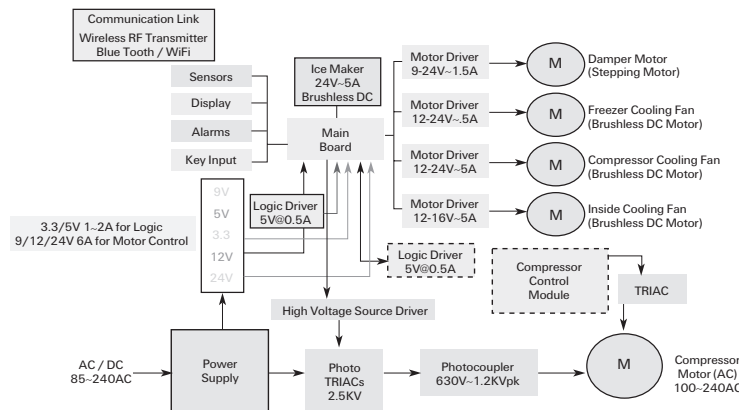 Communication Link
Wireless RF Transmitter
Blue Tooth / WiFi
Sensors
Display
Alarms
Key Input
Ice Maker
24V~5A
Brushless DC
Main
Board
Motor Driver
9-24V~1.5A
M
Damper Motor
(Stepping Motor)
Motor Driver
12-24V~.5A
M
Freezer Cooling Fan
(Brushless DC Motor)
Motor Driver
12-24V~5A
M
Compressor Cooling Fan
(Brushless DC Motor)
Motor Driver
12-16V~5A
M
Inside Cooling Fan
(Brushless DC Motor)
3.3/5V 1~2A for Logic
9/12/24V 6A for Motor Control
9V
5V
3.3
12V
24V
Logic Driver
5V@0.5A
Logic Driver
5V@0.5A
Compressor
Control
Module
TRIAC
High Voltage Source Driver
AC / DC
85~240AC
Power
Supply
Photo
TRIACs
2.5KV
Photocoupler
630V~1.2KVpk
M
Compressor
Motor (AC)
100~240AC